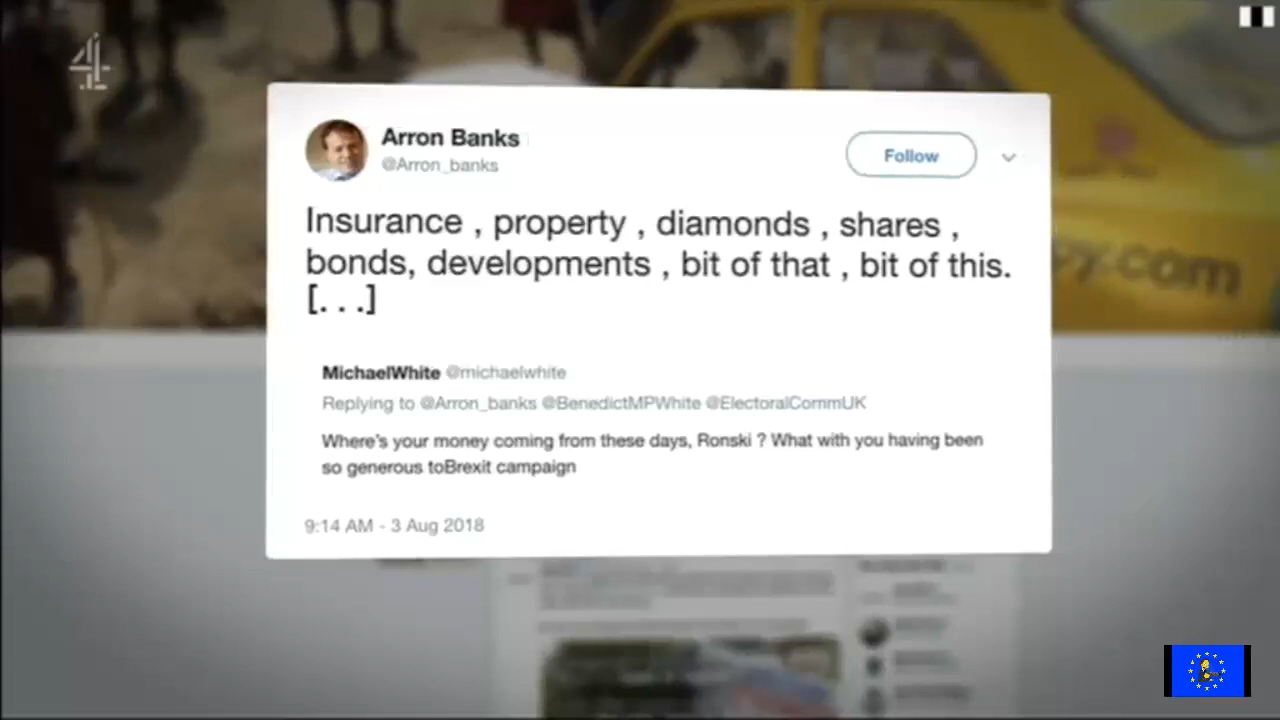 4
Arron Banks
@Arron_banks
Follow
Insurance , property , diamonds , shares ,
bonds, developments , bit of that , bit of this.
[. . .]
MichaelWhite @michaelwhite
Replying to @Arron_banks @BenedictMPWhite @ElectoralCommUK
Where's your money coming from these days, Ronski ? What with you having been
so generous toBrexit campaign
9:14 AM - 3 Aug 2018